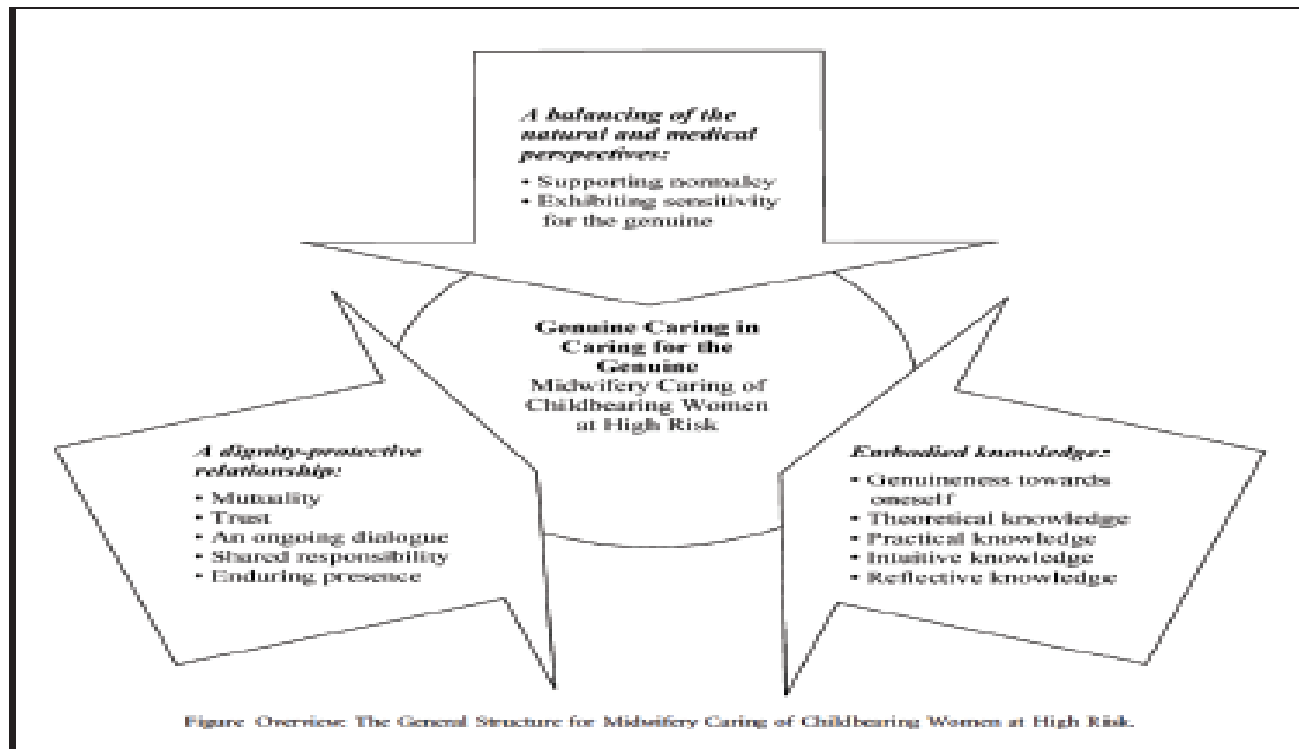 A balancing of the
natural and medical
perspectives:
• Supporting normalcy
• Exhibiting sensitivity
for the genuine
Genuine Caring in
Caring for the
Genuine
Midwifery Caring of
Childbearing Women
at High Risk
A dignity-protective
relationship:
• Mutuality
• Trust
• An ongoing dialogue
• Shared responsibility
• Enduring presence
Embodied knowledge:
• Genuineness towards
oneself
• Theoretical knowledge
• Practical knowledge
• Intuitive knowledge
• Reflective knowledge
Figure Overview: The General Structure for Midwifery Caring of Childbearing Women at High Risk.